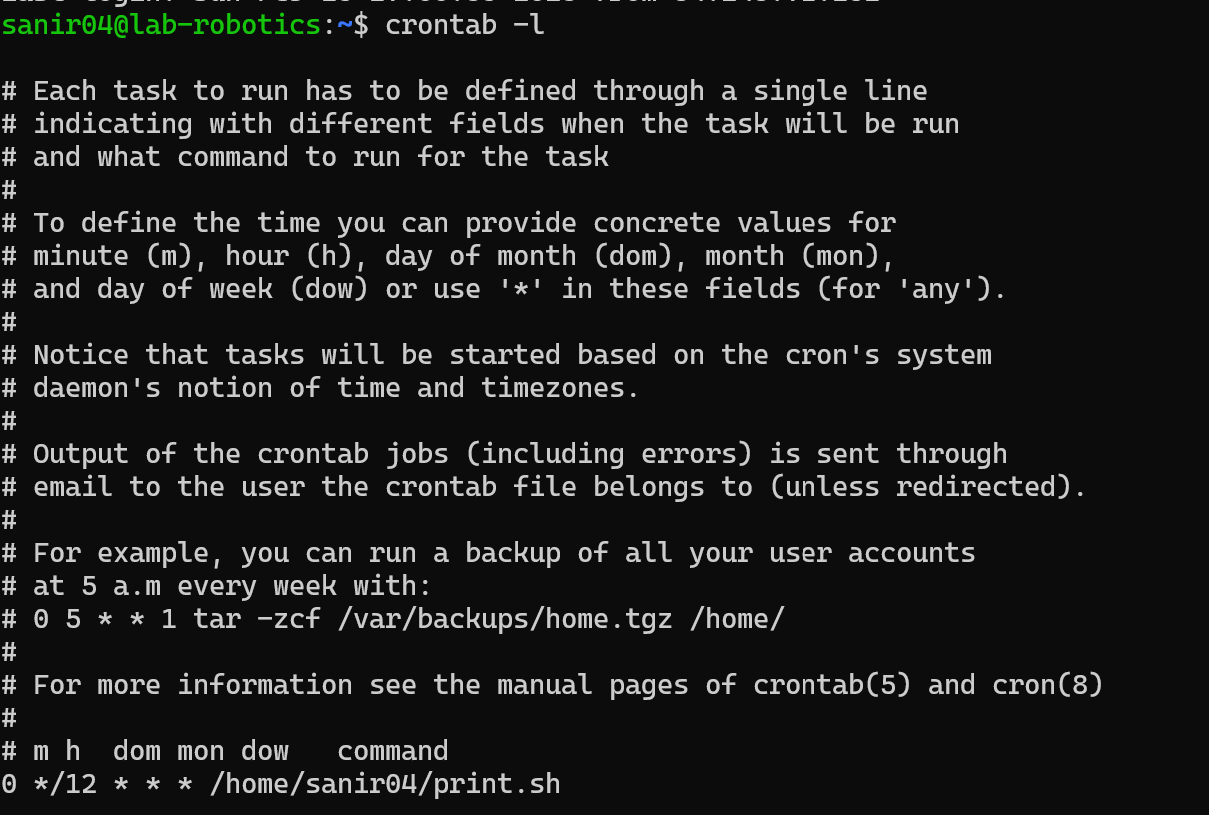 sanir04@lab-robotics:~$ crontab -l
# Each task to run has to be defined through a single line
# indicating with different fields when the task will be run
# and what command to run for the task
#
# To define the time you can provide concrete values for
# minute (m), hour (h), day of month (dom), month (mon),
# and day of week (dow) or use '*' in these fields (for 'any').
#
# Notice that tasks will be started based on the cron's system
# daemon's notion of time and timezones.
#
# Output of the crontab jobs (including errors) is sent through
# email to the user the crontab file belongs to (unless redirected).
#
# For example, you can run a backup of all your user accounts
# at 5 a.m every week with:
# 0 5 * * 1 tar -zcf /var/backups/home.tgz /home/
#
# For more information see the manual pages of crontab(5) and cron(8)
#
# m h  dom mon dow   command
0 */12 * * * /home/sanir04/print.sh